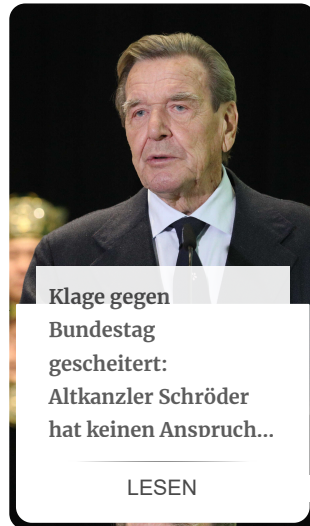 Klage gegen
Bundestag
gescheitert:
Altkanzler Schröder
hat keinen Anspruch...
LESEN